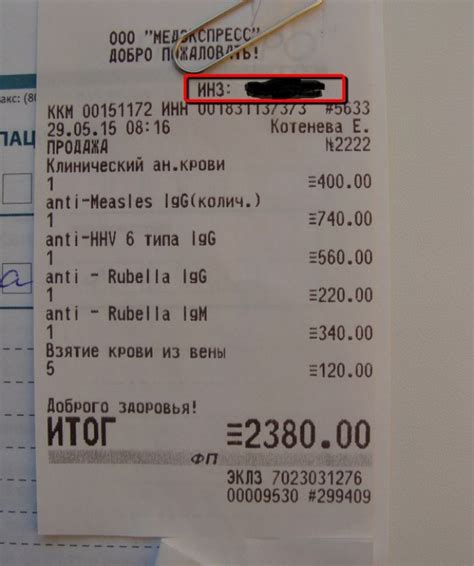 ООО "МЕДЭКСПРЕСС"
ДОБРО ПОЖАЛОВАТЬ!
ИНЗ:
ККМ 00151172 ИНН 001831137373 #5633
29.05.15 08:16 Котенева Е.
ПРОДАЖА №2222
Клинический ан.крови
1 ≡400.00
anti-Measles IgG(колич.)
1 ≡740.00
anti-HHV 6 типа IgG
1 ≡560.00
anti - Rubella IgG
1 ≡220.00
anti - Rubella IgM
1 ≡340.00
Взятие крови из вены
5 ≡120.00
Доброго здоровья!
ИТОГ ≡2380.00
ФП
ЭКЛЗ 7023031276
00009530 #299409